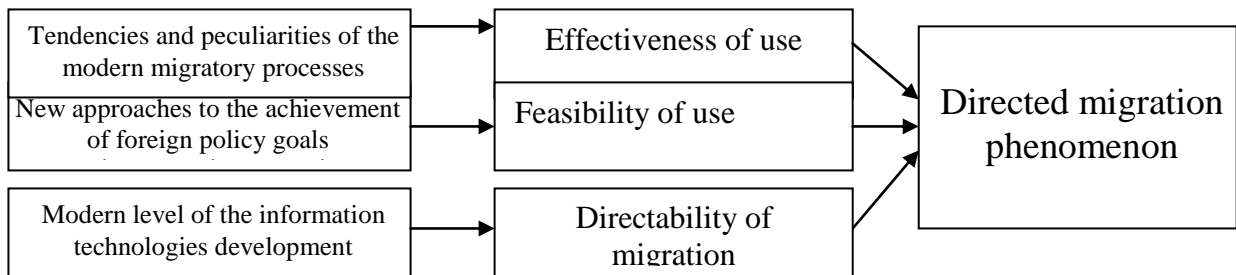 Tendencies and peculiarities of the
modern migratory processes
Effectiveness of use
New approaches to the achievement
of foreign policy goals
Feasibility of use
Directed migration
phenomenon
Modern level of the information
technologies development
Directability of
migration